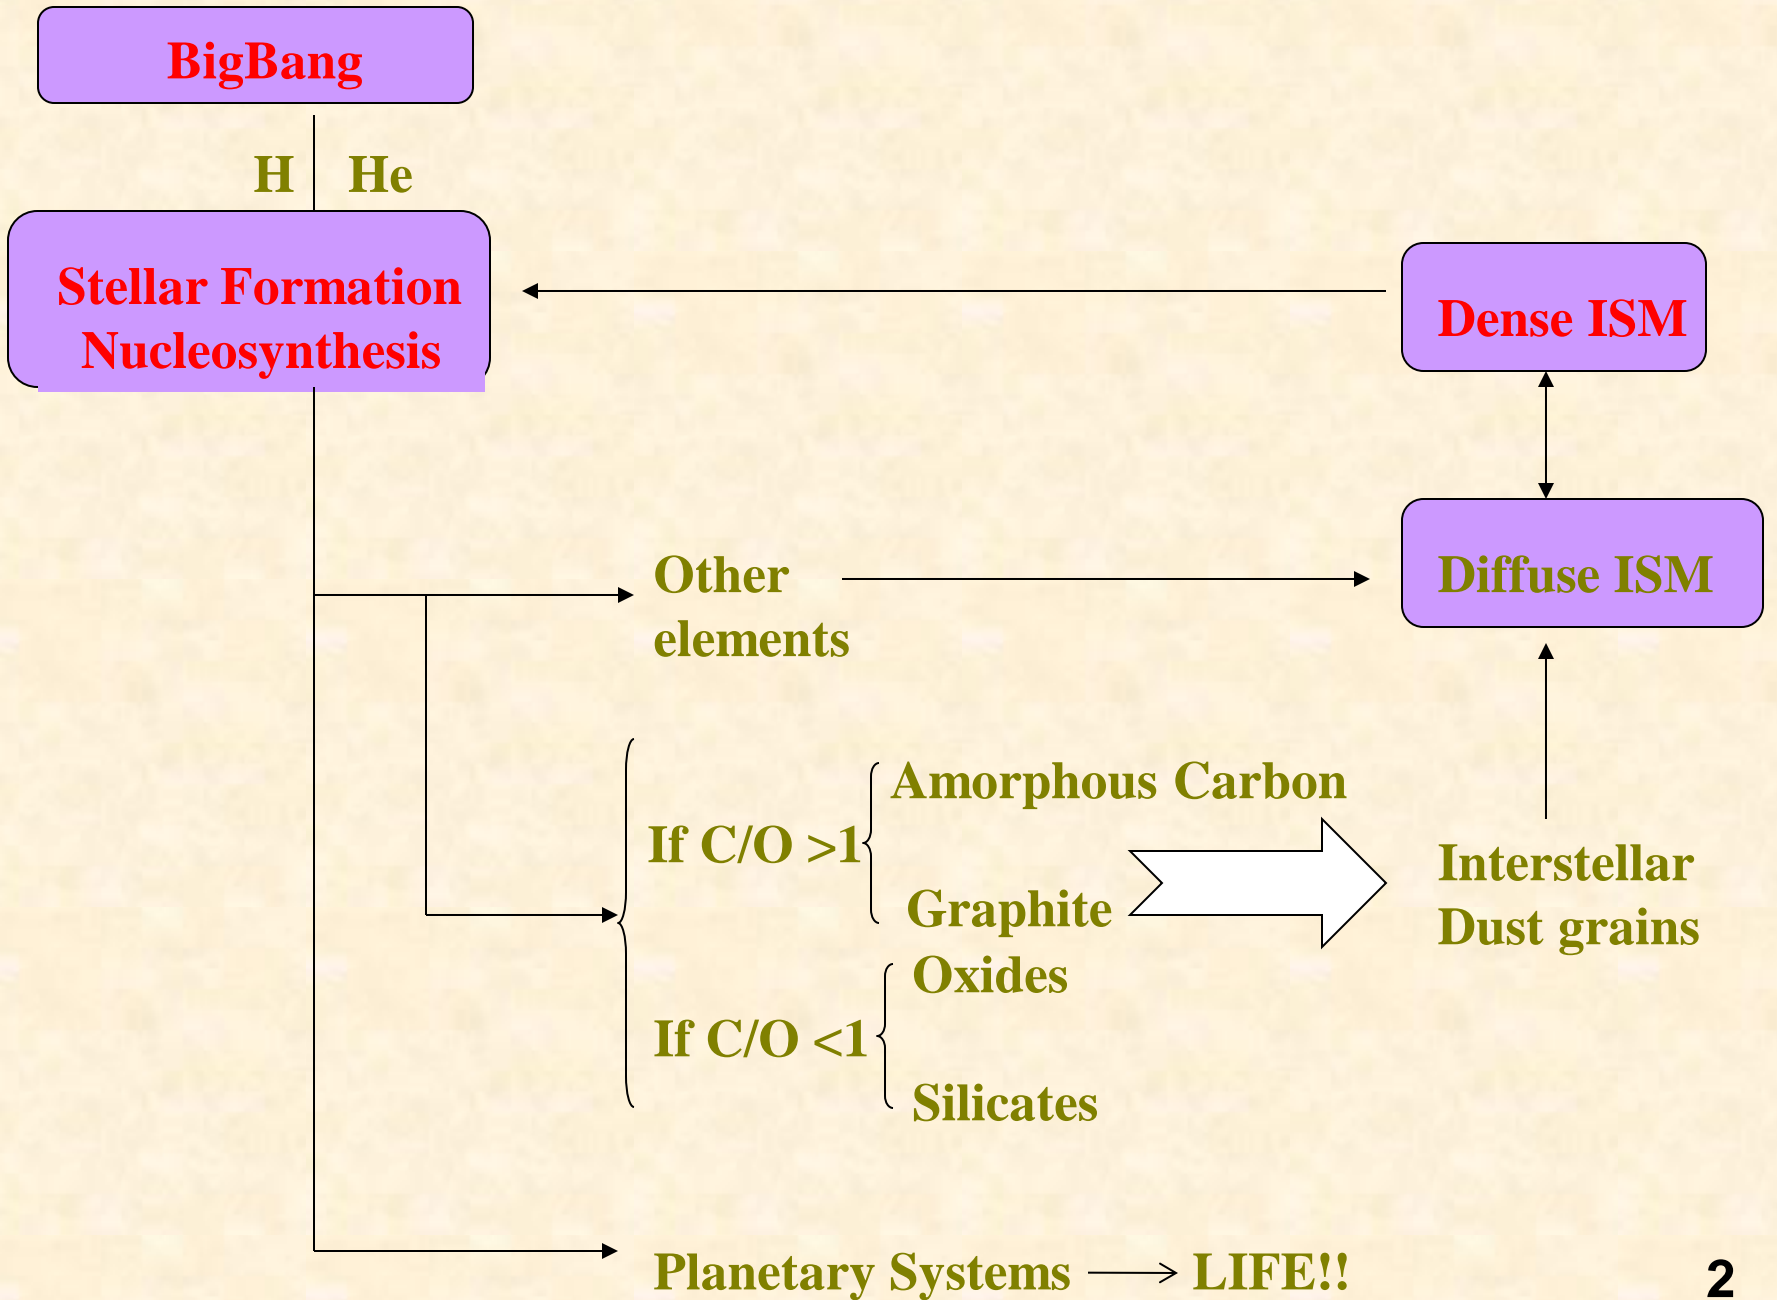 BigBang
H He
Stellar Formation
Nucleosynthesis
Dense ISM
Other
elements
Diffuse ISM
Amorphous Carbon
If C/O >1
Graphite
Interstellar
Dust grains
Oxides
If C/O <1
Silicates
Planetary Systems
LIFE!!
2